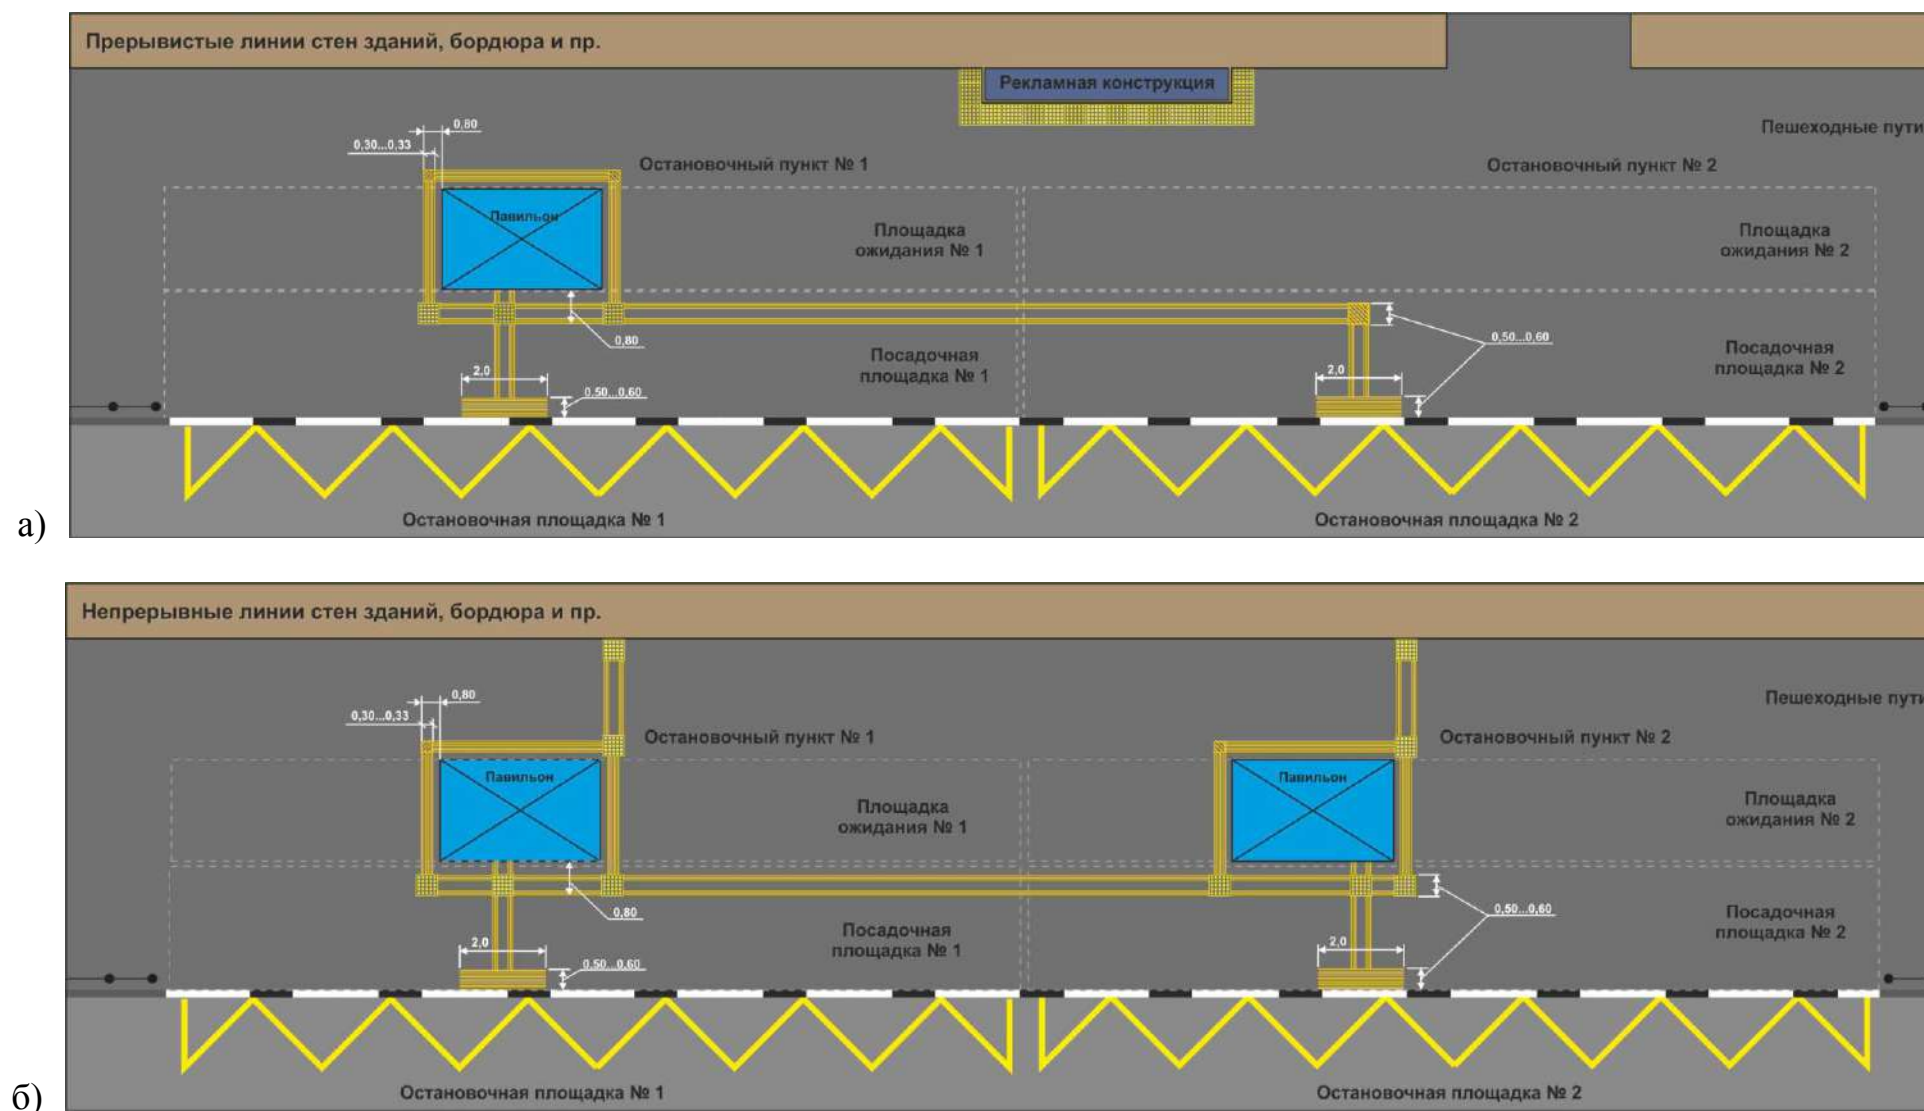 Прерывистые линии стен зданий, бордюра и пр.
Рекламная конструкция
0,80
Пешеходные пути
0,30...0,33
Остановочный пункт № 1
Остановочный пункт № 2
Павильон
Площадка
ожидания № 1
Площадка
ожидания № 2
0,80
0,50...0,60
Посадочная
площадка № 1
Посадочная
площадка № 2
2,0
0,50...0,60
2,0
Остановочная площадка № 1
Остановочная площадка № 2
а)
Непрерывные линии стен зданий, бордюра и пр.
0,80
Пешеходные пути
0,30...0,33
Остановочный пункт № 1
Остановочный пункт № 2
Павильон
Павильон
Площадка
ожидания № 1
Площадка
ожидания № 2
0,80
0,50...0,60
Посадочная
площадка № 1
Посадочная
площадка № 2
2,0
0,50...0,60
2,0
Остановочная площадка № 1
Остановочная площадка № 2
б)